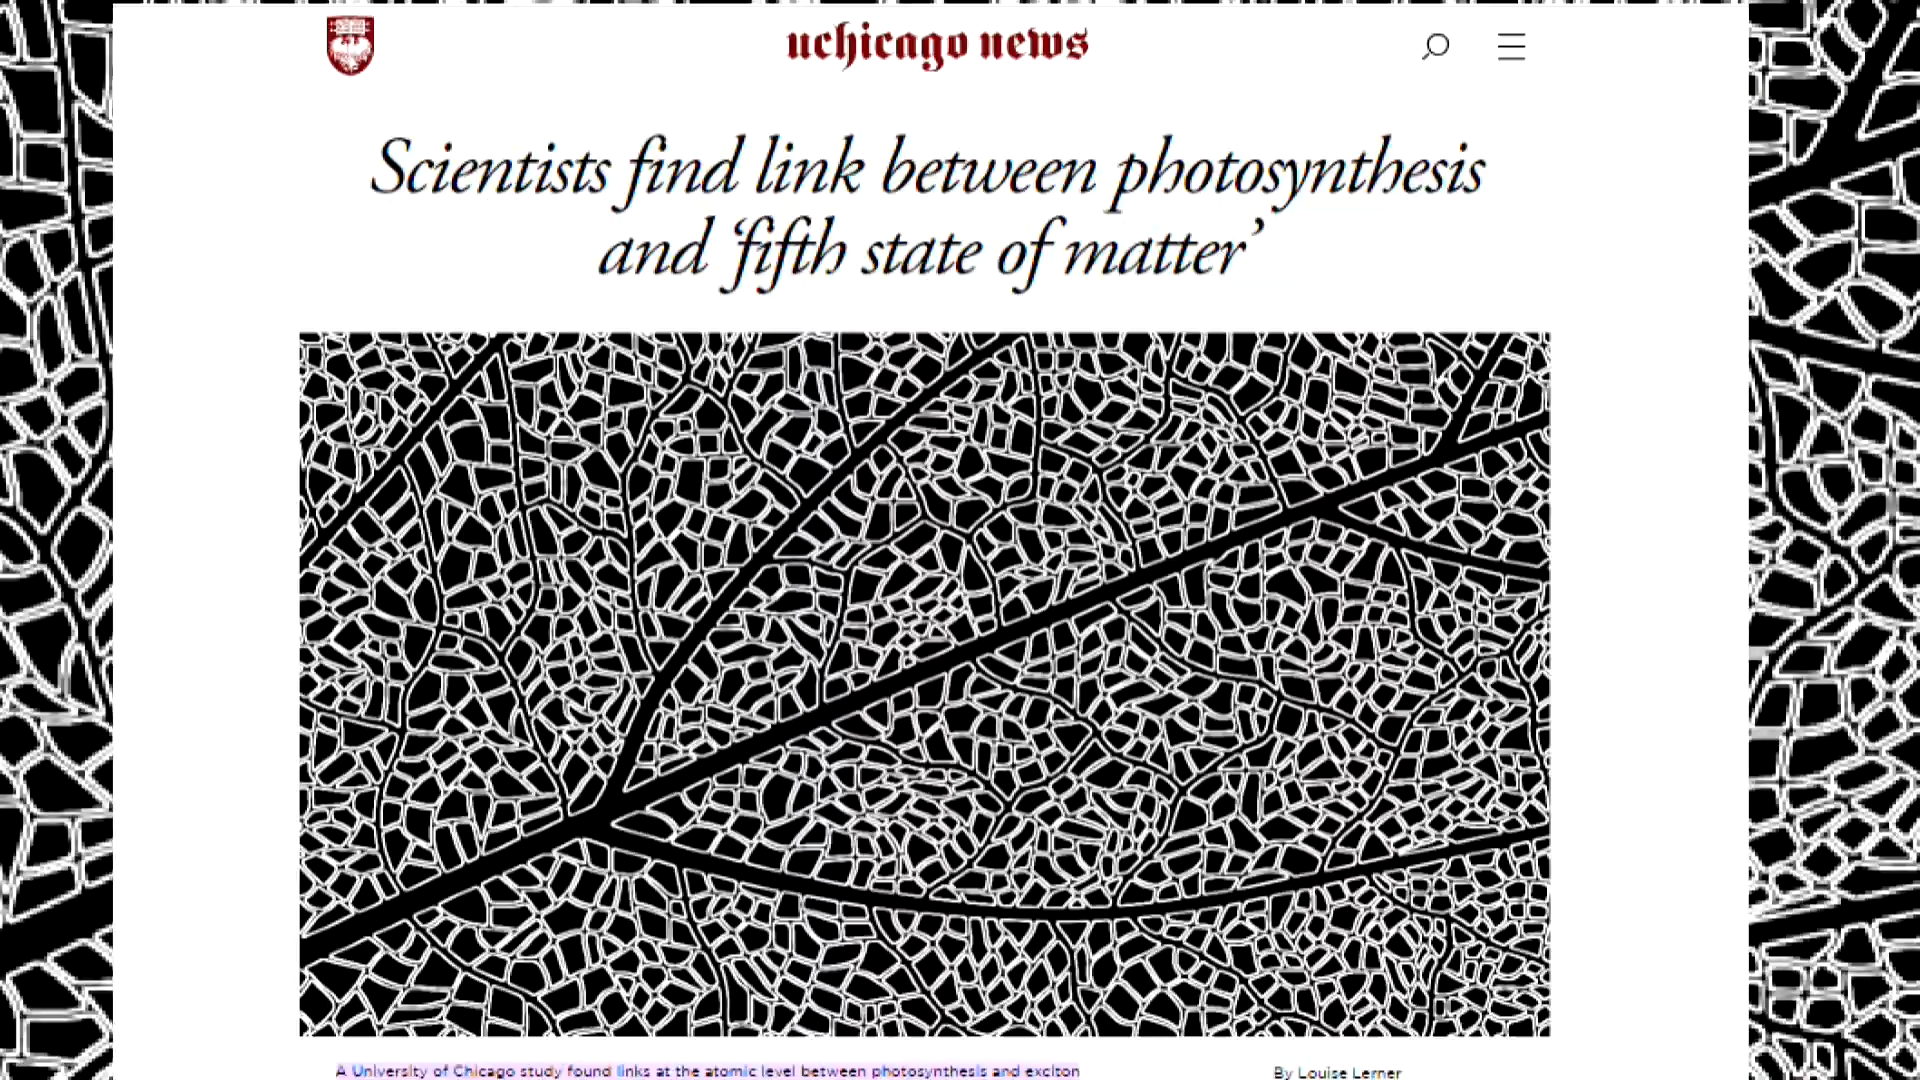 uchicago news
Scientists find link between photosynthesis
and ‘fifth state of matter’
A University of Chicago study found links at the atomic level between photosynthesis and exciton
By Louise Lerner